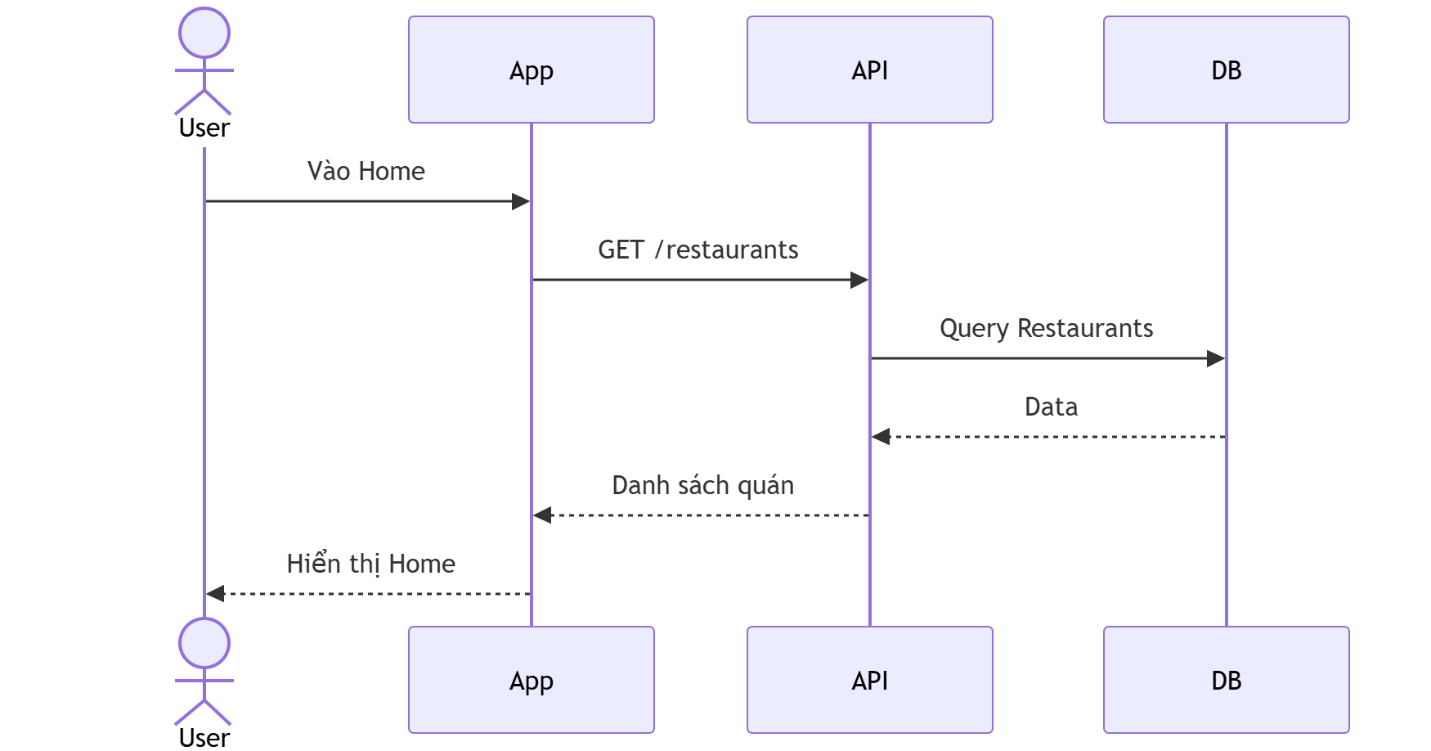 User
App
API
DB
Vào Home
GET /restaurants
Query Restaurants
Data
Danh sách quán
Hiển thị Home
User
App
API
DB